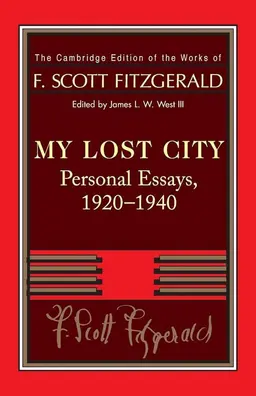 The Cambridge Edition of the Works of
F. SCOTT FITZGERALD
Edited by James L. W. West III
MY LOST CITY
Personal Essays,
1920–1940
F. Scott Fitzgerald